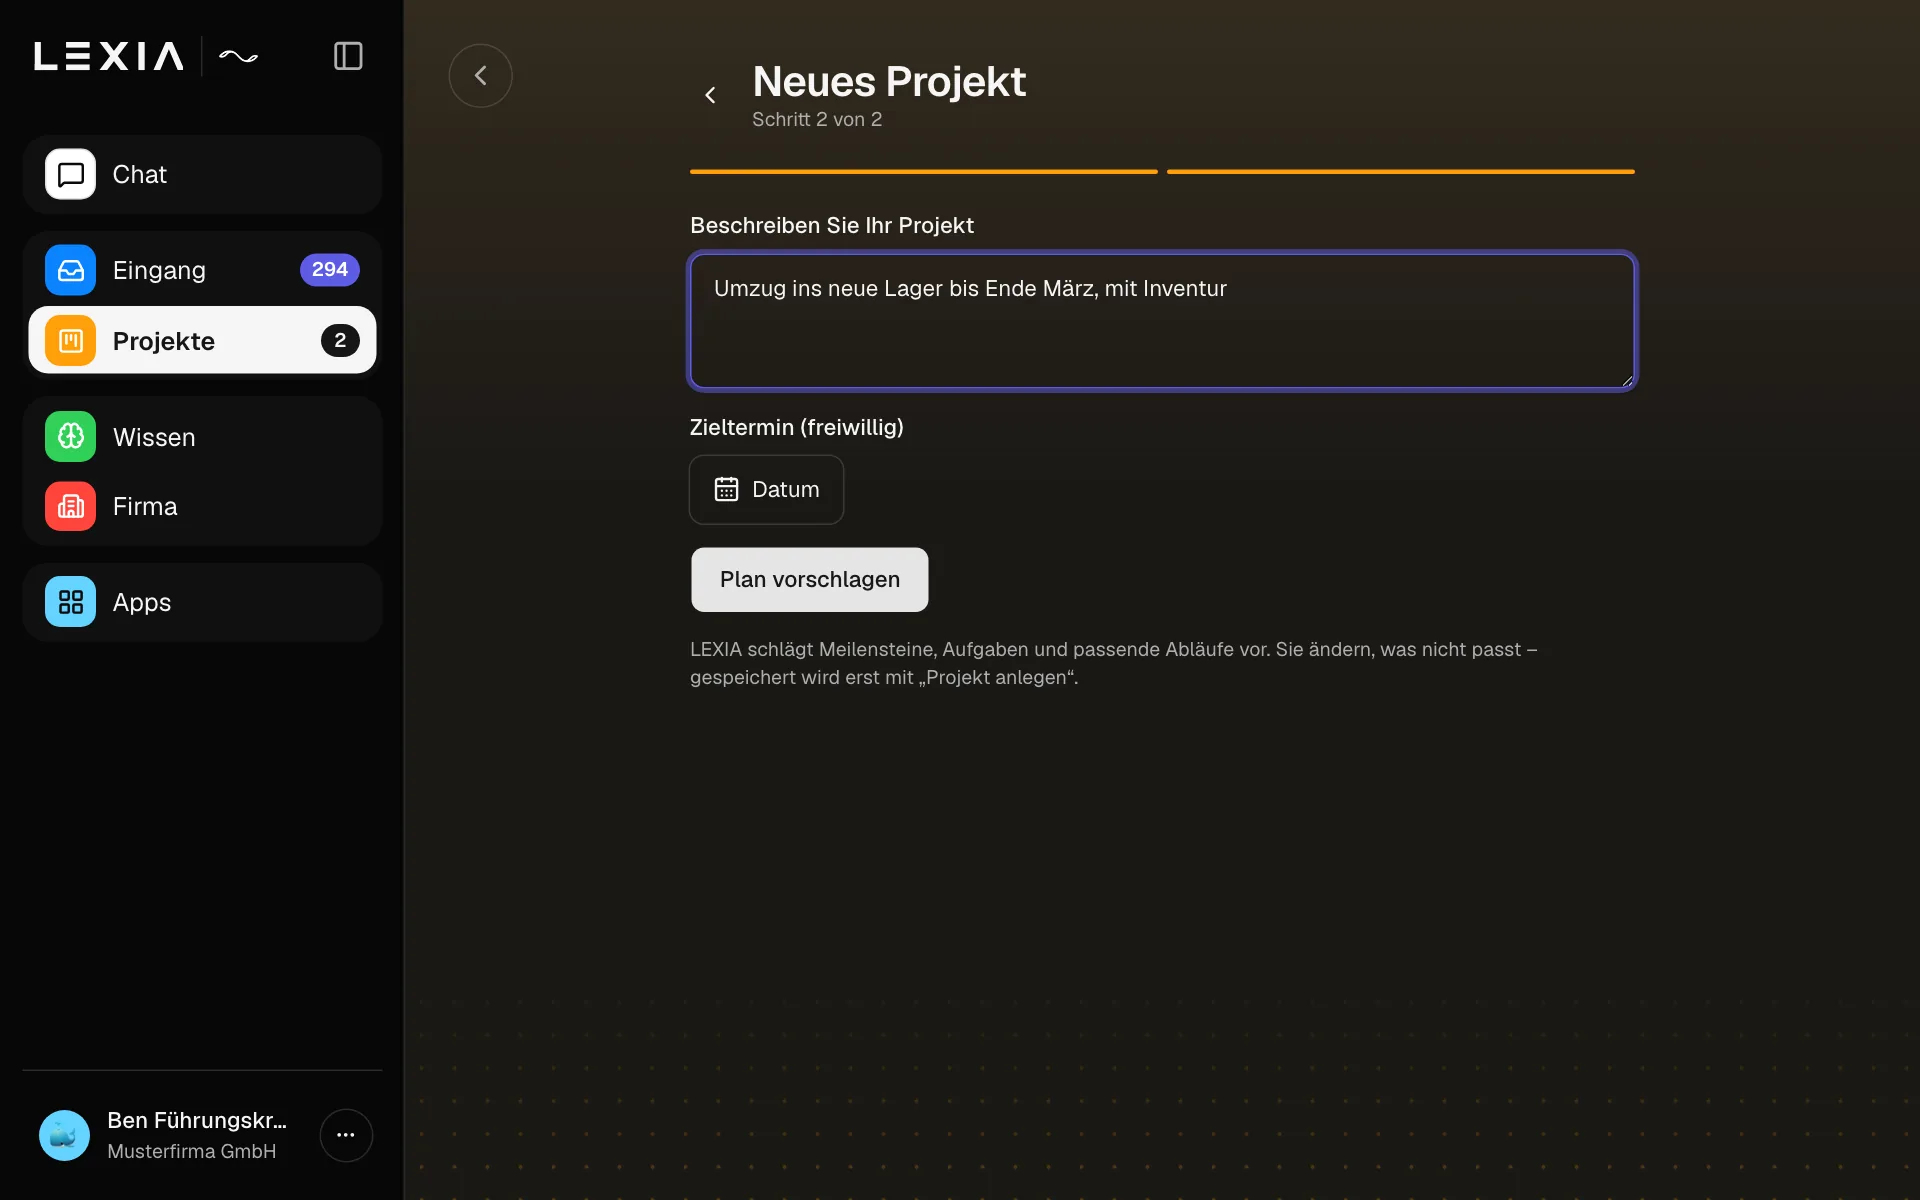 LEXIA
Chat
Eingang 294
Projekte 2
Wissen
Firma
Apps
Ben Führungskr...
Musterfirma GmbH
Neues Projekt
Schritt 2 von 2
Beschreiben Sie Ihr Projekt
Umzug ins neue Lager bis Ende März, mit Inventur
Zieltermin (freiwillig)
Datum
Plan vorschlagen
LEXIA schlägt Meilensteine, Aufgaben und passende Abläufe vor. Sie ändern, was nicht passt –
gespeichert wird erst mit „Projekt anlegen“.